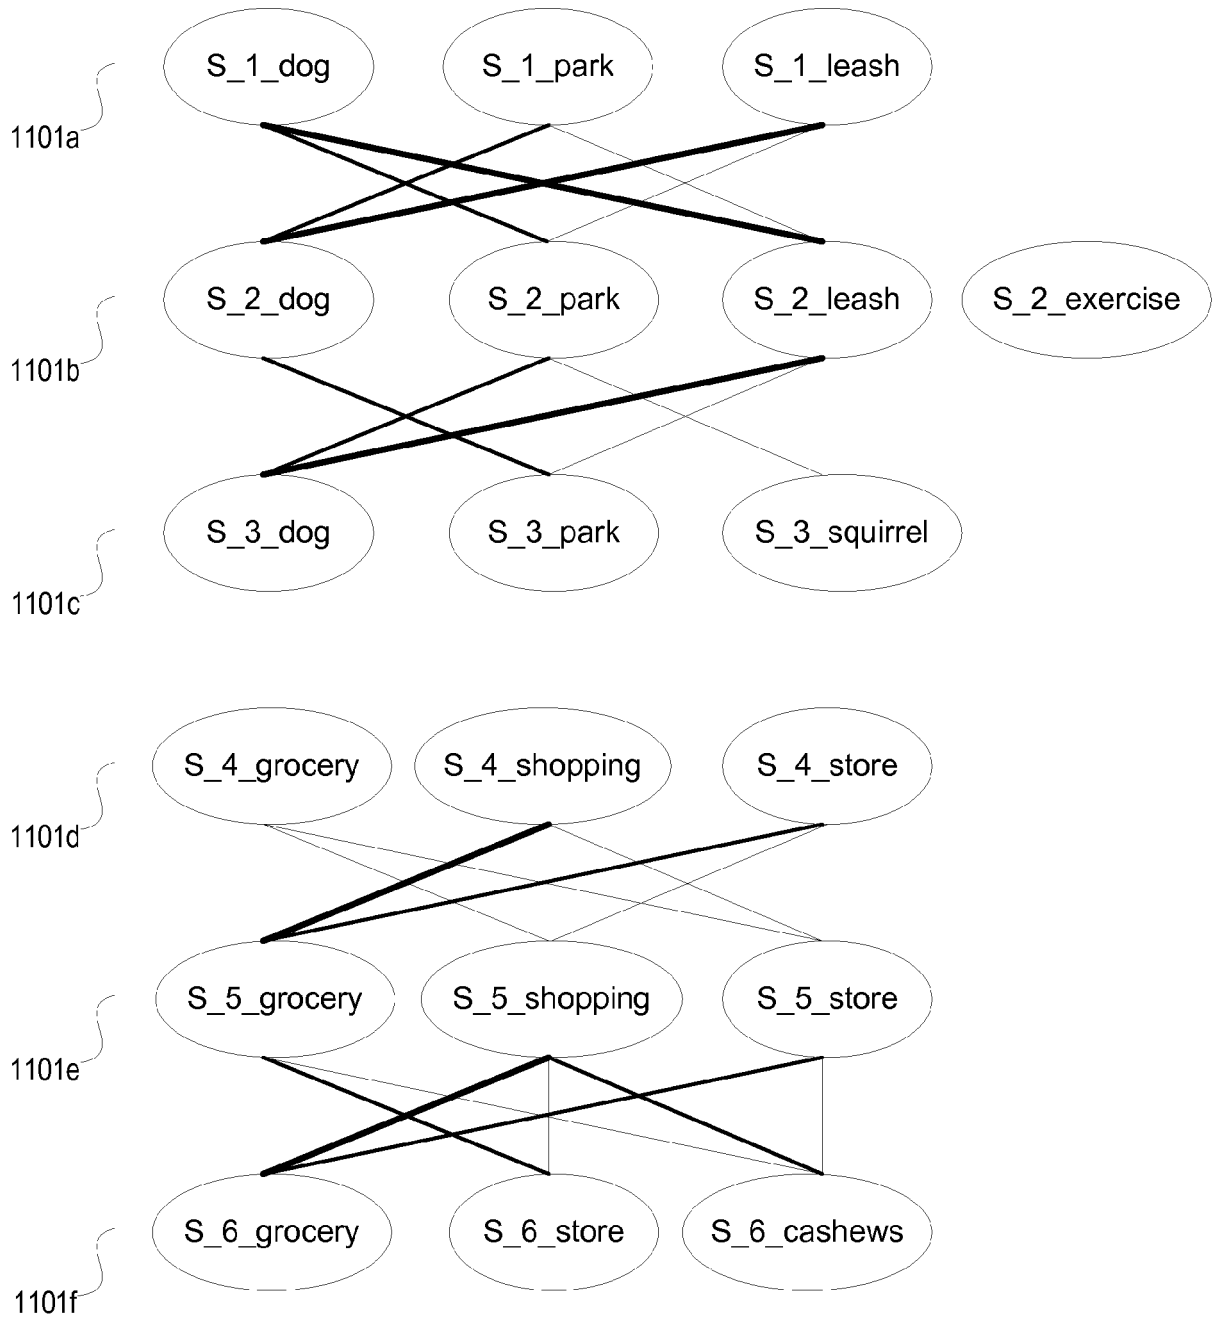 S_1_dog S_1_park S_1_leash
1101a
S_2_dog S_2_park S_2_leash S_2_exercise
1101b
S_3_dog S_3_park S_3_squirrel
1101c
S_4_grocery S_4_shopping S_4_store
1101d
S_5_grocery S_5_shopping S_5_store
1101e
S_6_grocery S_6_store S_6_cashews
1101f